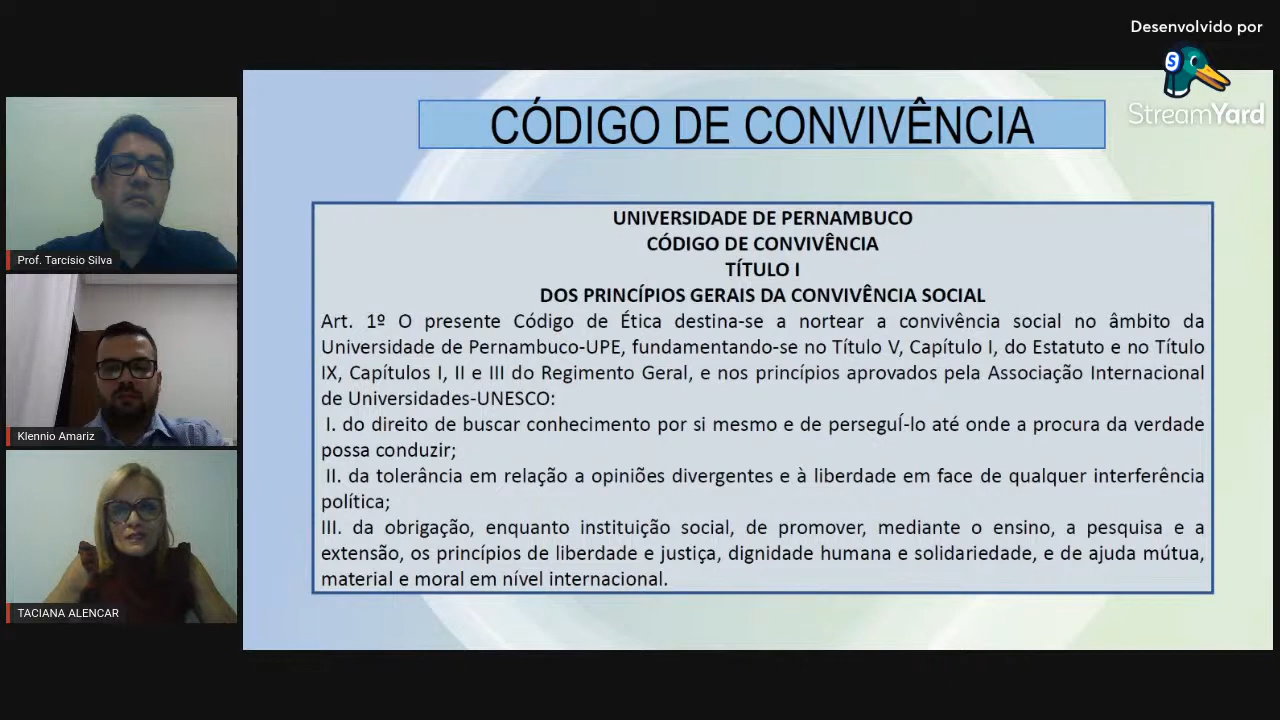 Desenvolvido por
StreamYard
CÓDIGO DE CONVIVÊNCIA
UNIVERSIDADE DE PERNAMBUCO
CÓDIGO DE CONVIVÊNCIA
TÍTULO I
DOS PRINCÍPIOS GERAIS DA CONVIVÊNCIA SOCIAL
Art. 1º O presente Código de Ética destina-se a nortear a convivência social no âmbito da
Universidade de Pernambuco-UPE, fundamentando-se no Título V, Capítulo I, do Estatuto e no Título
IX, Capítulos I, II e III do Regimento Geral, e nos princípios aprovados pela Associação Internacional
de Universidades-UNESCO:
I. do direito de buscar conhecimento por si mesmo e de perseguÍ-lo até onde a procura da verdade
possa conduzir;
II. da tolerância em relação a opiniões divergentes e à liberdade em face de qualquer interferência
política;
III. da obrigação, enquanto instituição social, de promover, mediante o ensino, a pesquisa e a
extensão, os princípios de liberdade e justiça, dignidade humana e solidariedade, e de ajuda mútua,
material e moral em nível internacional.
Prof. Tarcísio Silva
Klennio Amariz
TACIANA ALENCAR